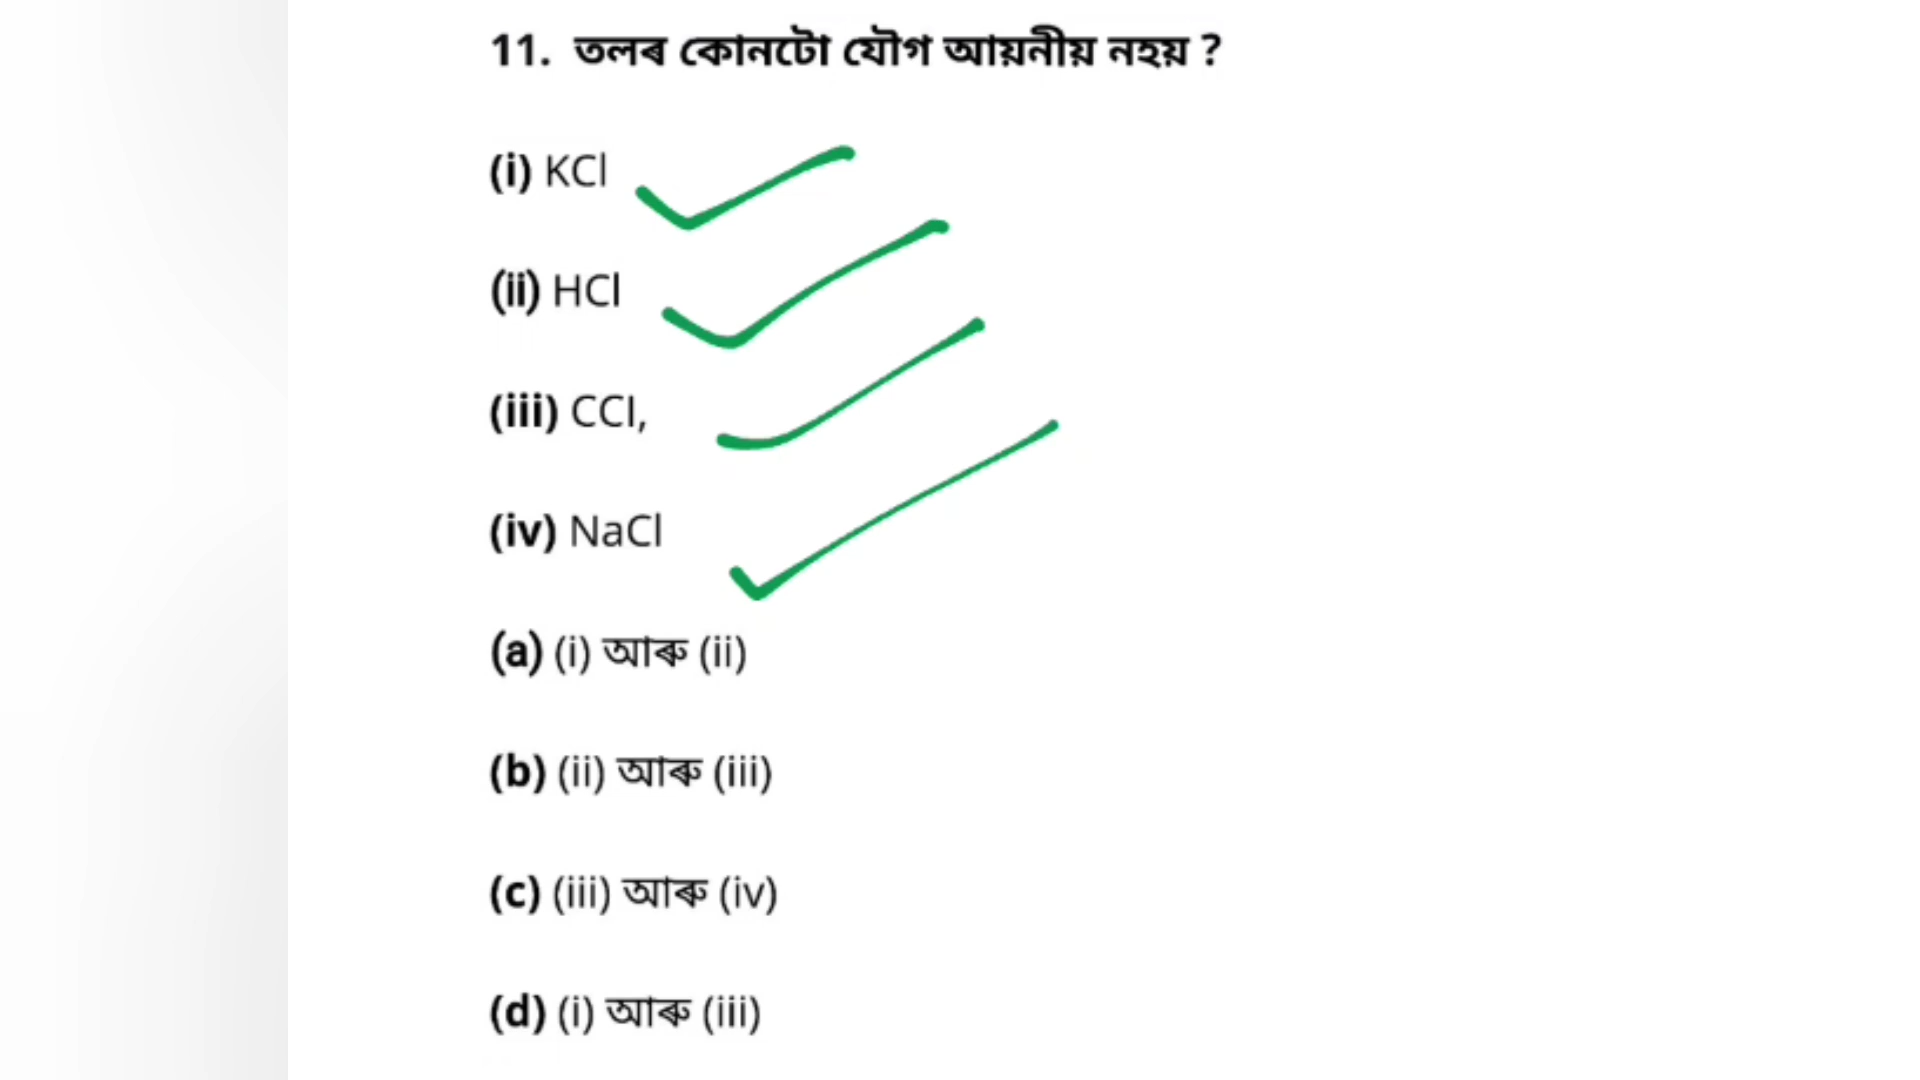 11. তলৰ কোনটো যৌগ আয়নীয় নহয় ?
(i) KCl
(ii) HCl
(iii) CCl,
(iv) NaCl
(a) (i) আৰু (ii)
(b) (ii) আৰু (iii)
(c) (iii) আৰু (iv)
(d) (i) আৰু (iii)